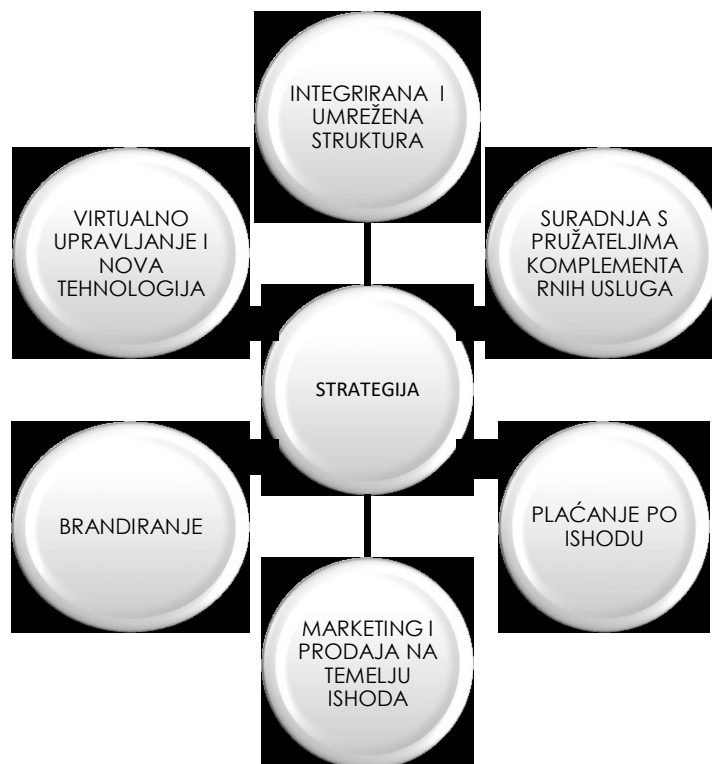 INTEGRIRANA I
UMREŽENA
STRUKTURA
VIRTUALNO
UPRAVLJANJE I
NOVA
TEHNOLOGIJA
SURADNJA S
PRUŽATELJIMA
KOMPLEMENTA
RNIH USLUGA
STRATEGIJA
BRANDIRANJE
PLAĆANJE PO
ISHODU
MARKETING I
PRODAJA NA
TEMELJU
ISHODA